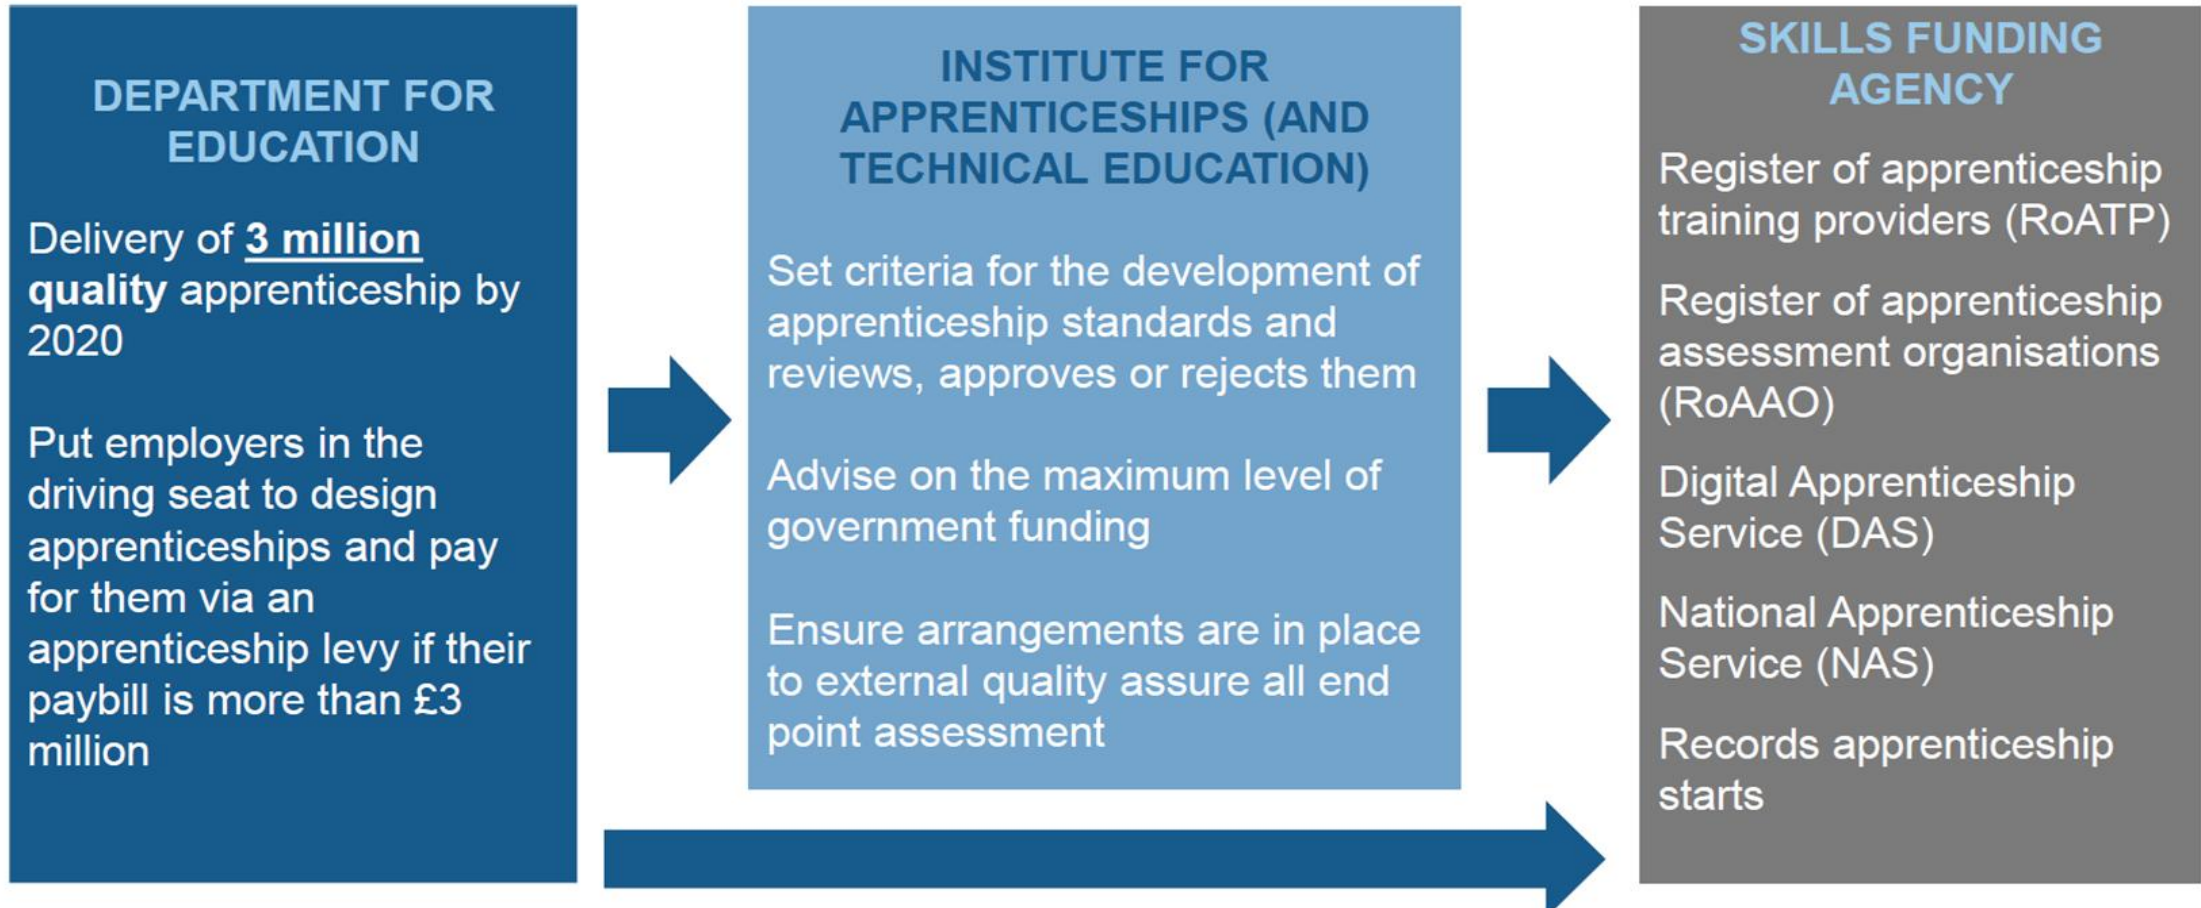 DEPARTMENT FOR
EDUCATION
Delivery of 3 million
quality apprenticeship by
2020
Put employers in the
driving seat to design
apprenticeships and pay
for them via an
apprenticeship levy if their
paybill is more than £3
million
INSTITUTE FOR
APPRENTICESHIPS (AND
TECHNICAL EDUCATION)
Set criteria for the development of
apprenticeship standards and
reviews, approves or rejects them
Advise on the maximum level of
government funding
Ensure arrangements are in place
to external quality assure all end
point assessment
SKILLS FUNDING
AGENCY
Register of apprenticeship
training providers (RoATP)
Register of apprenticeship
assessment organisations
(RoAAO)
Digital Apprenticeship
Service (DAS)
National Apprenticeship
Service (NAS)
Records apprenticeship
starts